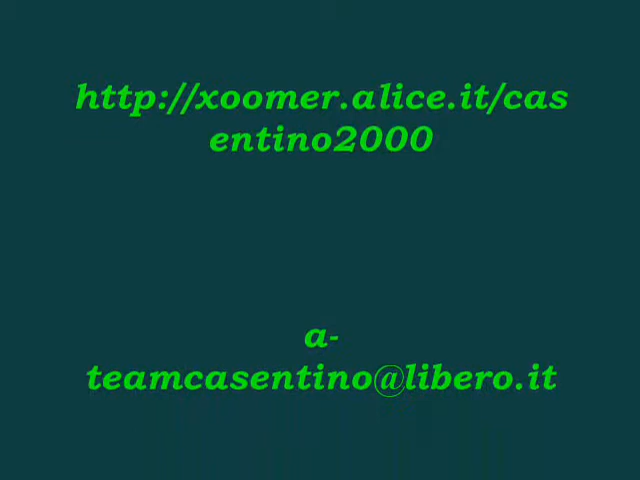 http://xoomer.alice.it/cas
entino2000
a-
teamcasentino@libero.it